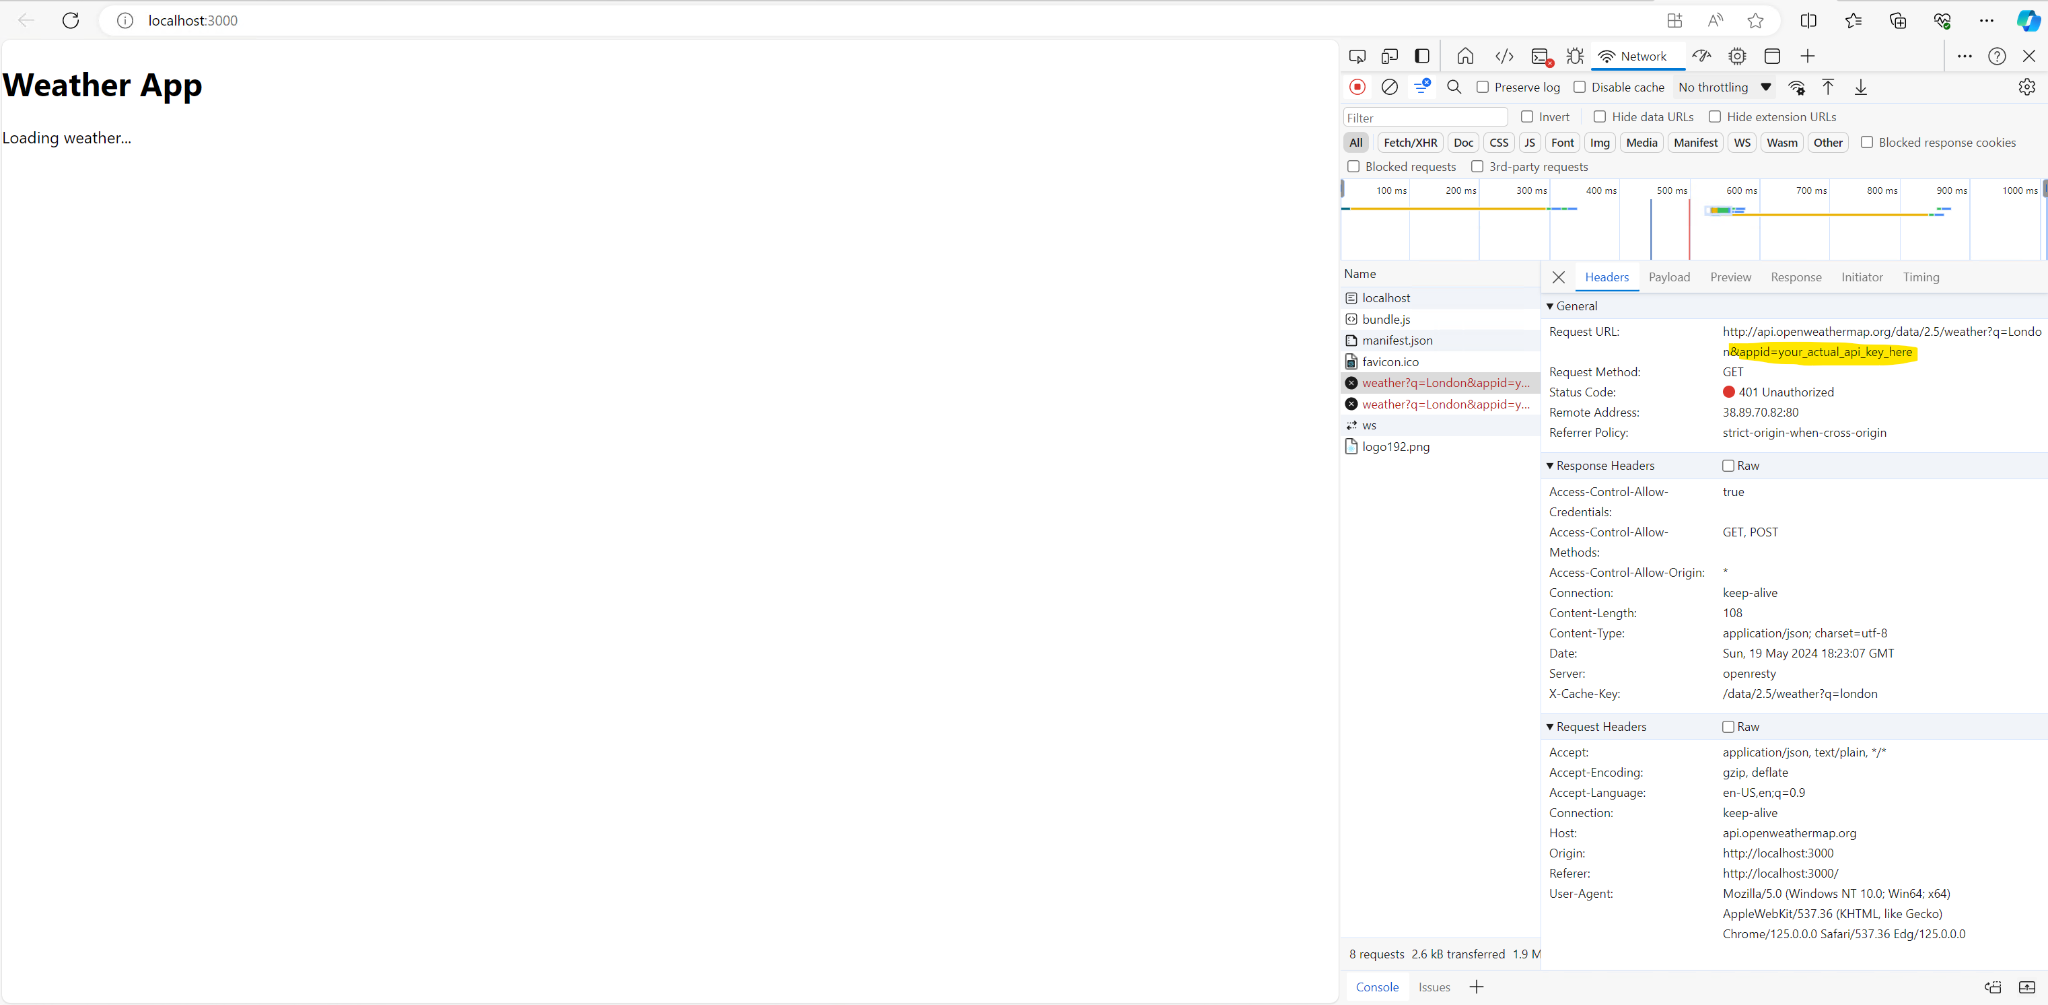 localhost:3000
Weather App
Loading weather...
Network
Preserve log
Disable cache
No throttling
Filter
Invert
Hide data URLs
Hide extension URLs
All
Fetch/XHR
Doc
CSS
JS
Font
Img
Media
Manifest
WS
Wasm
Other
Blocked response cookies
Blocked requests
3rd-party requests
100 ms
200 ms
300 ms
400 ms
500 ms
600 ms
700 ms
800 ms
900 ms
1000 ms
Name
localhost
bundle.js
manifest.json
favicon.ico
weather?q=London&appid=y...
weather?q=London&appid=y...
ws
logo192.png
8 requests 2.6 kB transferred 1.9 M
Headers
Payload
Preview
Response
Initiator
Timing
General
Request URL: http://api.openweathermap.org/data/2.5/weather?q=Londo
n&appid=your_actual_api_key_here
Request Method: GET
Status Code: 401 Unauthorized
Remote Address: 38.89.70.82:80
Referrer Policy: strict-origin-when-cross-origin
Response Headers Raw
Access-Control-Allow- true
Credentials:
Access-Control-Allow- GET, POST
Methods:
Access-Control-Allow-Origin: *
Connection: keep-alive
Content-Length: 108
Content-Type: application/json; charset=utf-8
Date: Sun, 19 May 2024 18:23:07 GMT
Server: openresty
X-Cache-Key: /data/2.5/weather?q=london
Request Headers Raw
Accept: application/json, text/plain, */*
Accept-Encoding: gzip, deflate
Accept-Language: en-US,en;q=0.9
Connection: keep-alive
Host: api.openweathermap.org
Origin: http://localhost:3000
Referer: http://localhost:3000/
User-Agent: Mozilla/5.0 (Windows NT 10.0; Win64; x64)
AppleWebKit/537.36 (KHTML, like Gecko)
Chrome/125.0.0.0 Safari/537.36 Edg/125.0.0.0
Console
Issues